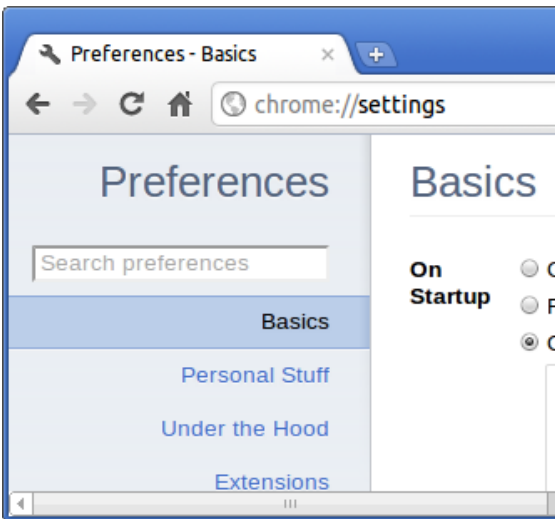 Preferences - Basics
chrome://settings
Preferences
Search preferences
Basics
Personal Stuff
Under the Hood
Extensions
Basics
On
Startup